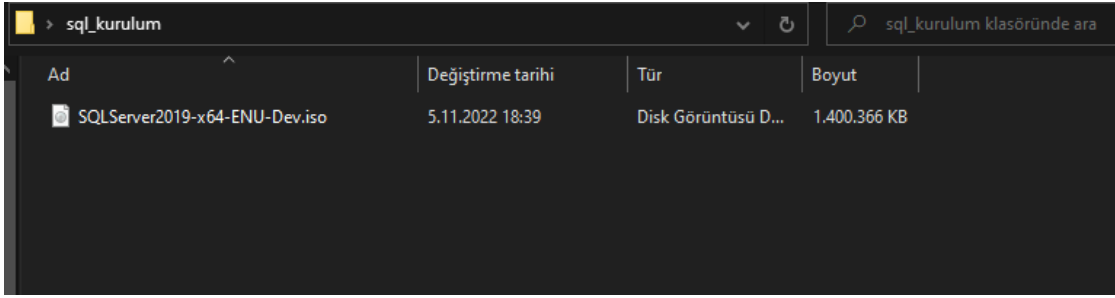 sql_kurulum
sql_kurulum klasöründe ara
Ad Değiştirme tarihi Tür Boyut
SQLServer2019-x64-ENU-Dev.iso 5.11.2022 18:39 Disk Görüntüsü D... 1.400.366 KB